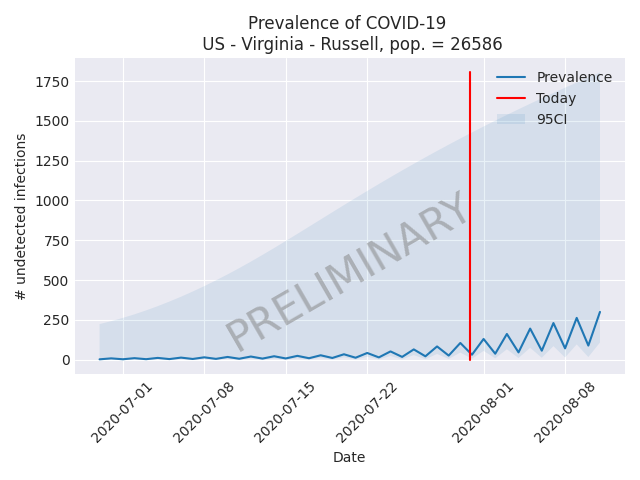 Prevalence of COVID-19
US - Virginia - Russell, pop. = 26586
Prevalence
Today
95CI
1750
1500
1250
1000
750
500
250
0
# undetected infections
PRELIMINARY
2020-07-01
2020-07-08
2020-07-15
2020-07-22
2020-08-01
2020-08-08
Date